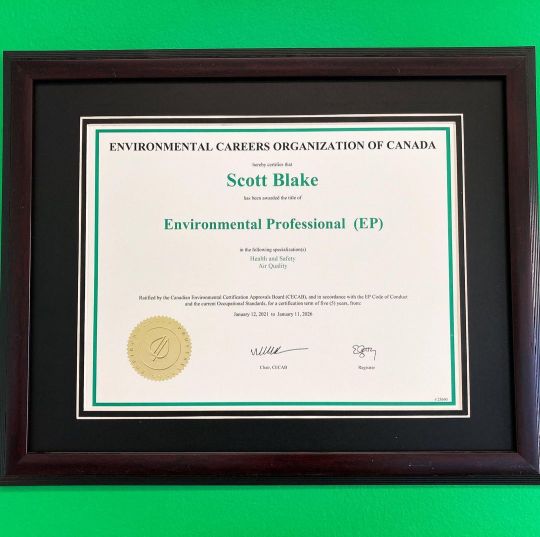 ENVIRONMENTAL CAREERS ORGANIZATION OF CANADA
hereby certifies that
Scott Blake
has been awarded the title of
Environmental Professional (EP)
in the following specialization(s)
Health and Safety
Air Quality
Ratified by the Canadian Environmental Certification Approvals Board (CECAB), and in accordance with the EP Code of Conduct
and the current Occupational Standards, for a certification term of five (5) years, from:
January 12, 2021 to January 11, 2026
Chair, CECAB
Registrar